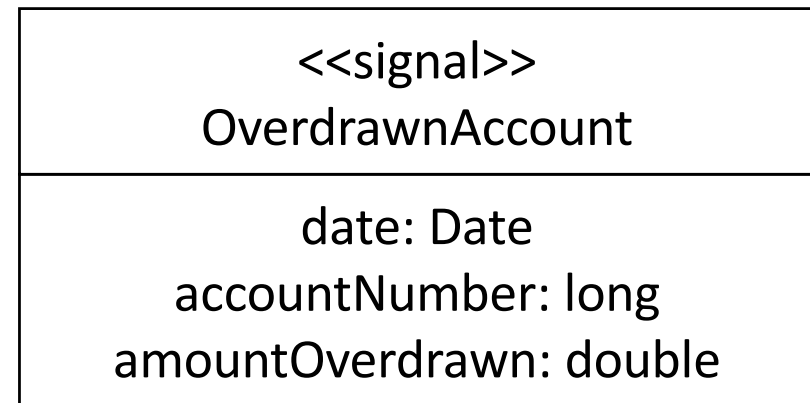 <<signal>>
OverdrawnAccount
date: Date
accountNumber: long
amountOverdrawn: double